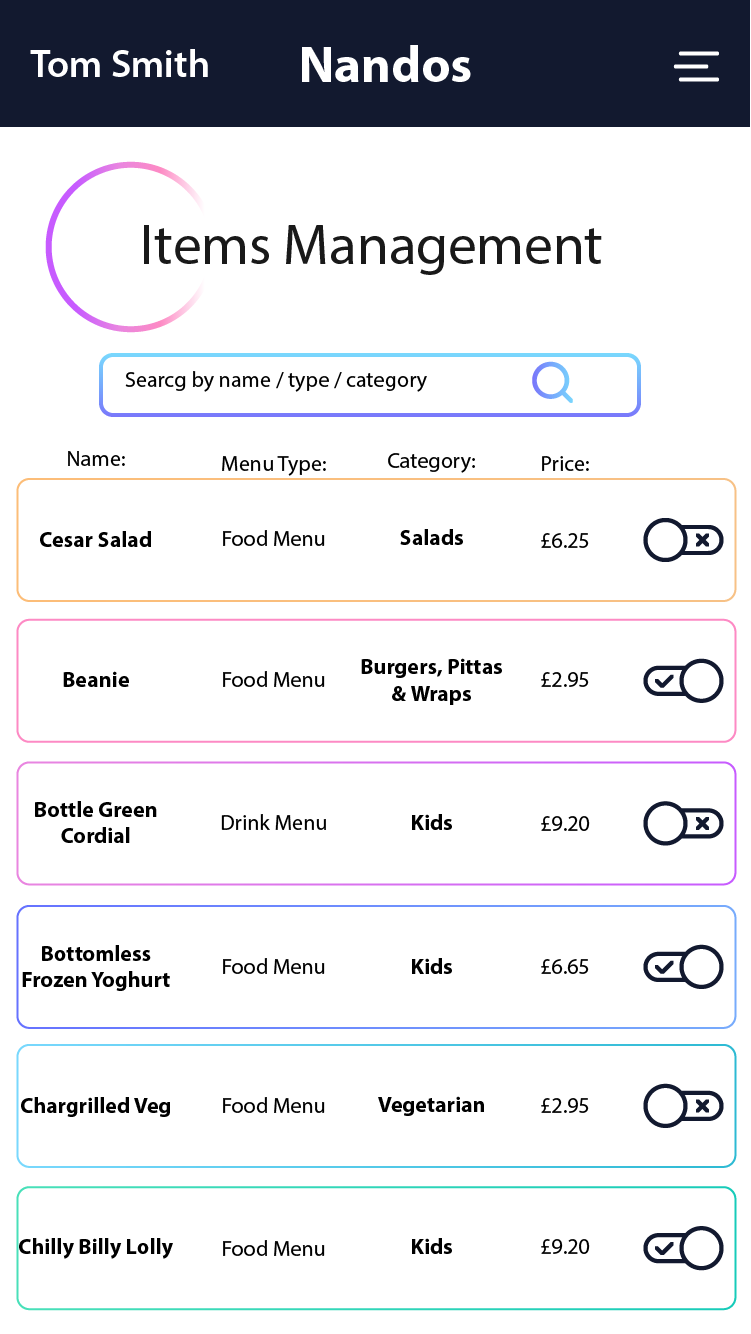 Tom Smith
Nandos
Items Management
Searcg by name / type / category
Name:
Menu Type:
Category:
Price:
Cesar Salad
Food Menu
Salads
£6.25
Beanie
Food Menu
Burgers, Pittas
& Wraps
£2.95
Bottle Green
Cordial
Drink Menu
Kids
£9.20
Bottomless
Frozen Yoghurt
Food Menu
Kids
£6.65
Chargrilled Veg
Food Menu
Vegetarian
£2.95
Chilly Billy Lolly
Food Menu
Kids
£9.20